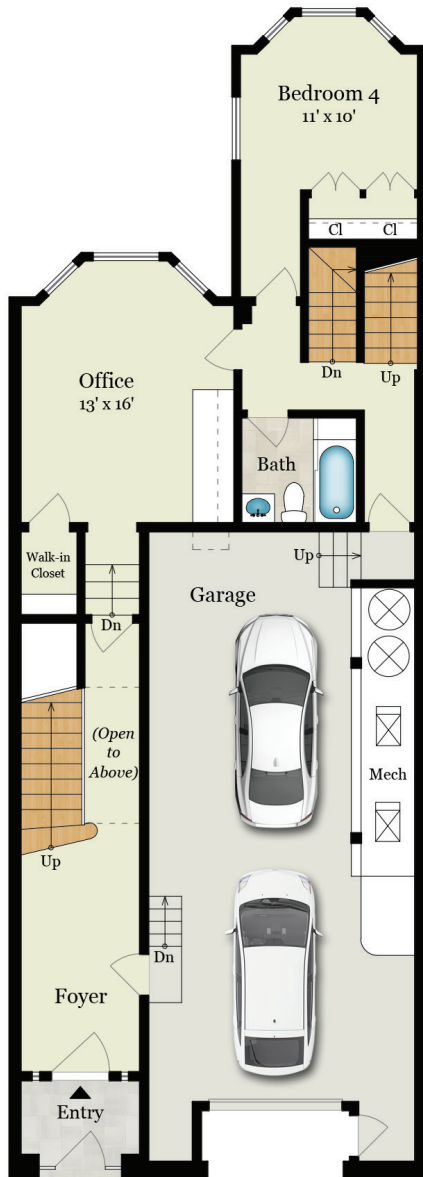 Bedroom 4
11' x 10'
Cl Cl
Dn
Up
Office
13' x 16'
Bath
Walk-in
Closet
Up
Garage
Dn
(Open
to
Above)
Mech
Up
Dn
Foyer
Entry